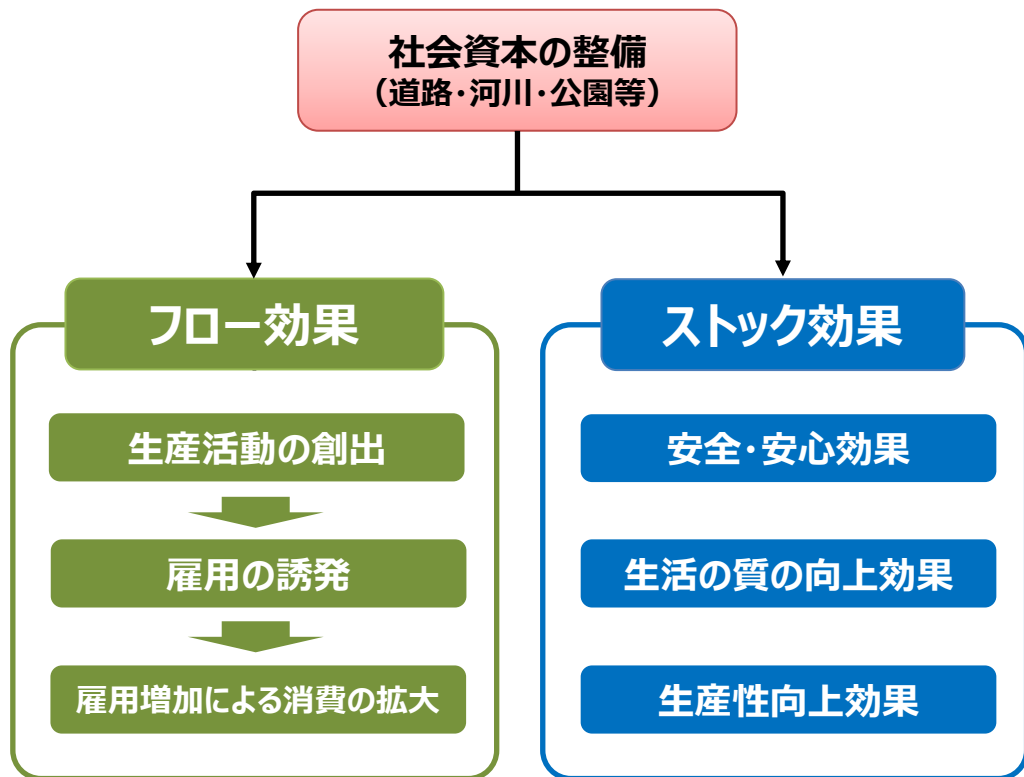 社会資本の整備
（道路・河川・公園等）
フロー効果
生産活動の創出
雇用の誘発
雇用増加による消費の拡大
ストック効果
安全・安心効果
生活の質の向上効果
生産性向上効果